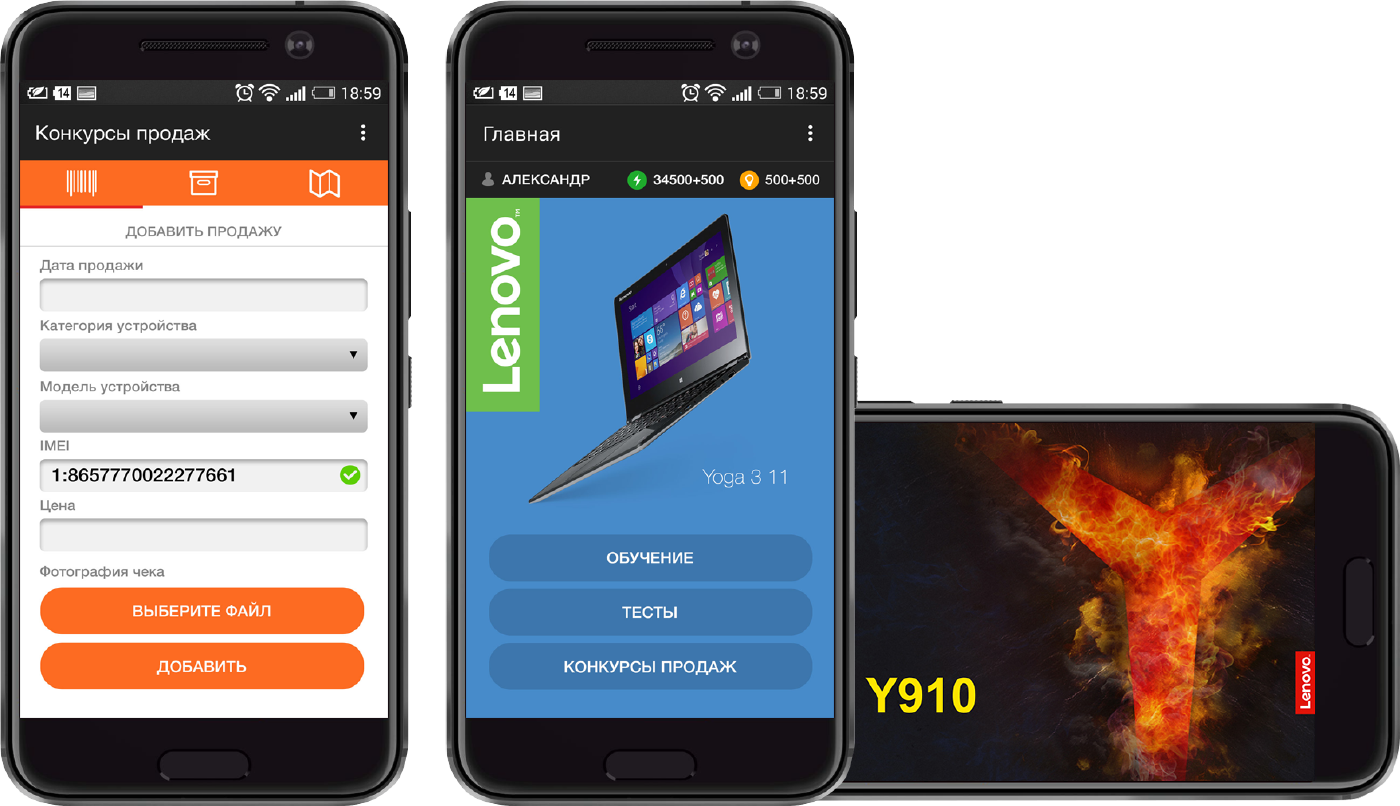 14
18:59
Конкурсы продаж
ДОБАВИТЬ ПРОДАЖУ
Дата продажи
Категория устройства
Модель устройства
IMEI
1:8657770022277661
Цена
Фотография чека
ВЫБЕРИТЕ ФАЙЛ
ДОБАВИТЬ
14
18:59
Главная
АЛЕКСАНДР 34500+500 500+500
Lenovo™
Start
Yoga 3 11
ОБУЧЕНИЕ
ТЕСТЫ
КОНКУРСЫ ПРОДАЖ
Y910
Lenovo